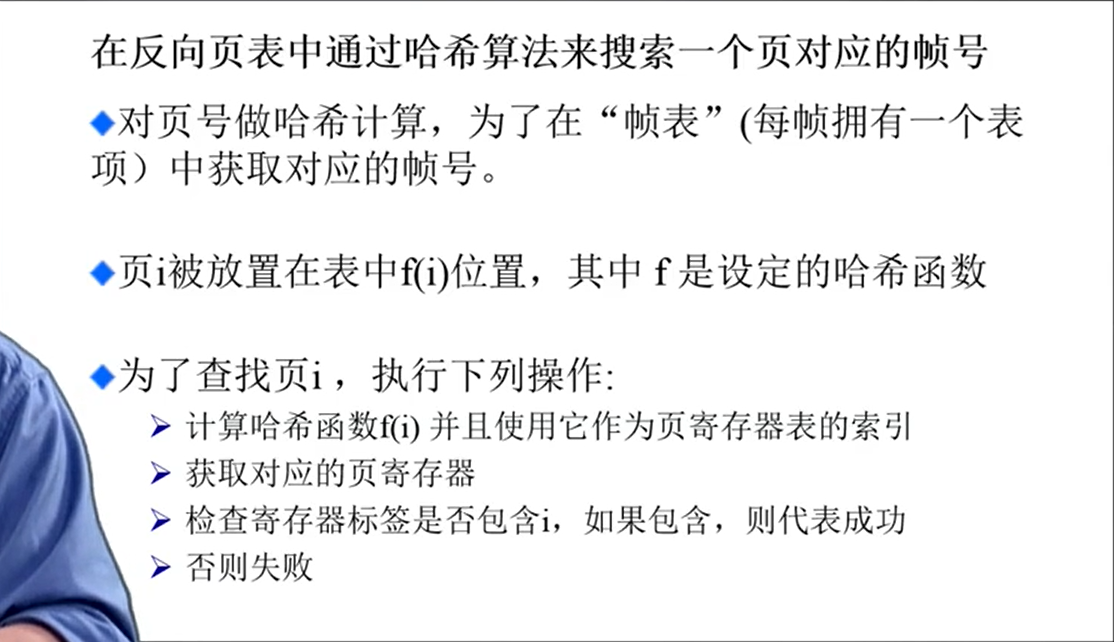 在反向页表中通过哈希算法来搜索一个页对应的帧号
◆对页号做哈希计算，为了在“帧表”(每帧拥有一个表
项）中获取对应的帧号。
◆页i被放置在表中f(i)位置，其中 f 是设定的哈希函数
◆为了查找页i ，执行下列操作:
➢ 计算哈希函数f(i) 并且使用它作为页寄存器表的索引
➢ 获取对应的页寄存器
➢ 检查寄存器标签是否包含i，如果包含，则代表成功
➢ 否则失败